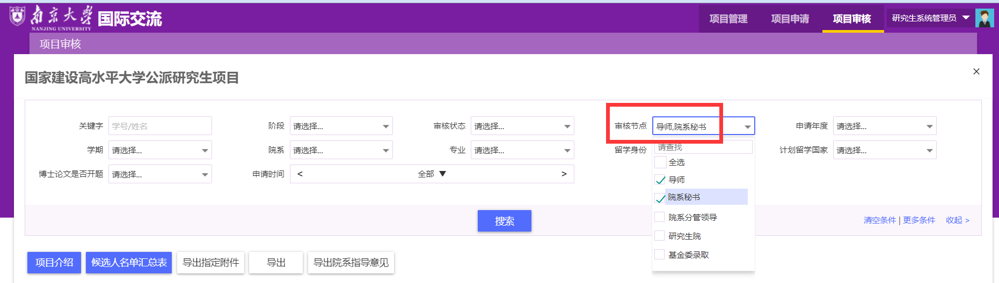 南京大学 国际交流 项目管理 项目申请 项目审核 研究生系统管理员
NANJING UNIVERSITY
项目审核
国家建设高水平大学公派研究生项目 ×
关键字 学号/姓名 阶段 请选择... 审核状态 请选择... 审核节点 导师,院系秘书 申请年度 请选择...
学期 请选择... 院系 请选择... 专业 请选择... 留学身份 请查找 计划留学国家 请选择...
全选
博士论文是否开题 请选择... 申请时间 < 全部 ▼ >
导师
院系秘书
院系分管领导
搜索 清空条件 | 更多条件 收起 >
研究生院
基金委录取
项目介绍 候选人名单汇总表 导出指定附件 导出 导出院系指导意见